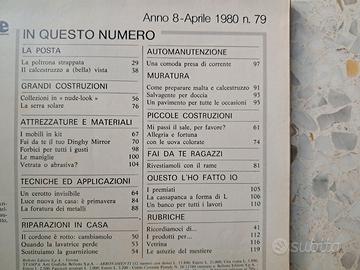 Anno 8 - Aprile 1980 n. 79
e
IN QUESTO NUMERO
LA POSTA
La poltrona strappata 29
Il calcestruzzo a (bella) vista 38
GRANDI COSTRUZIONI
Collezioni in «nude-look» 56
La serra solare 76
ATTREZZATURE E MATERIALI
I mobili in kit 67
Fai da te il tuo Dinghy Mirror 70
Forbici per tutti i gusti 98
Le maniglie 100
Vetrata o abrasiva? 104
TECNICHE ED APPLICAZIONI
Un cerotto invisibile 64
Luce nuova in casa: è primavera 84
La foratura dei metalli 88
RIPARAZIONI IN CASA
Il cordone è rotto: cambiamolo 50
Quando la lavatrice perde 53
Sostituiamo la guarnizione 54
AUTOMANUTENZIONE
Una comoda presa di corrente 97
MURATURA
Come preparare malta e calcestruzzo 91
Salvagente per doccia 93
Un pavimento per tutte le occasioni 95
PICCOLE COSTRUZIONI
Mi passi il sale, per favore? 61
Allegria e fortuna
con le uova colorate 74
FAI DA TE RAGAZZI
Rivestiamoli con il rame 81
QUESTO L'HO FATTO IO
I premiati 105
La cassapanca a forma di L 106
Un banco per tutti i lavori 110
RUBRICHE
Ricordiamoci di... 41
I prodotti per... 112
Vetrina 116
Le astuzie del mestiere 119
subito